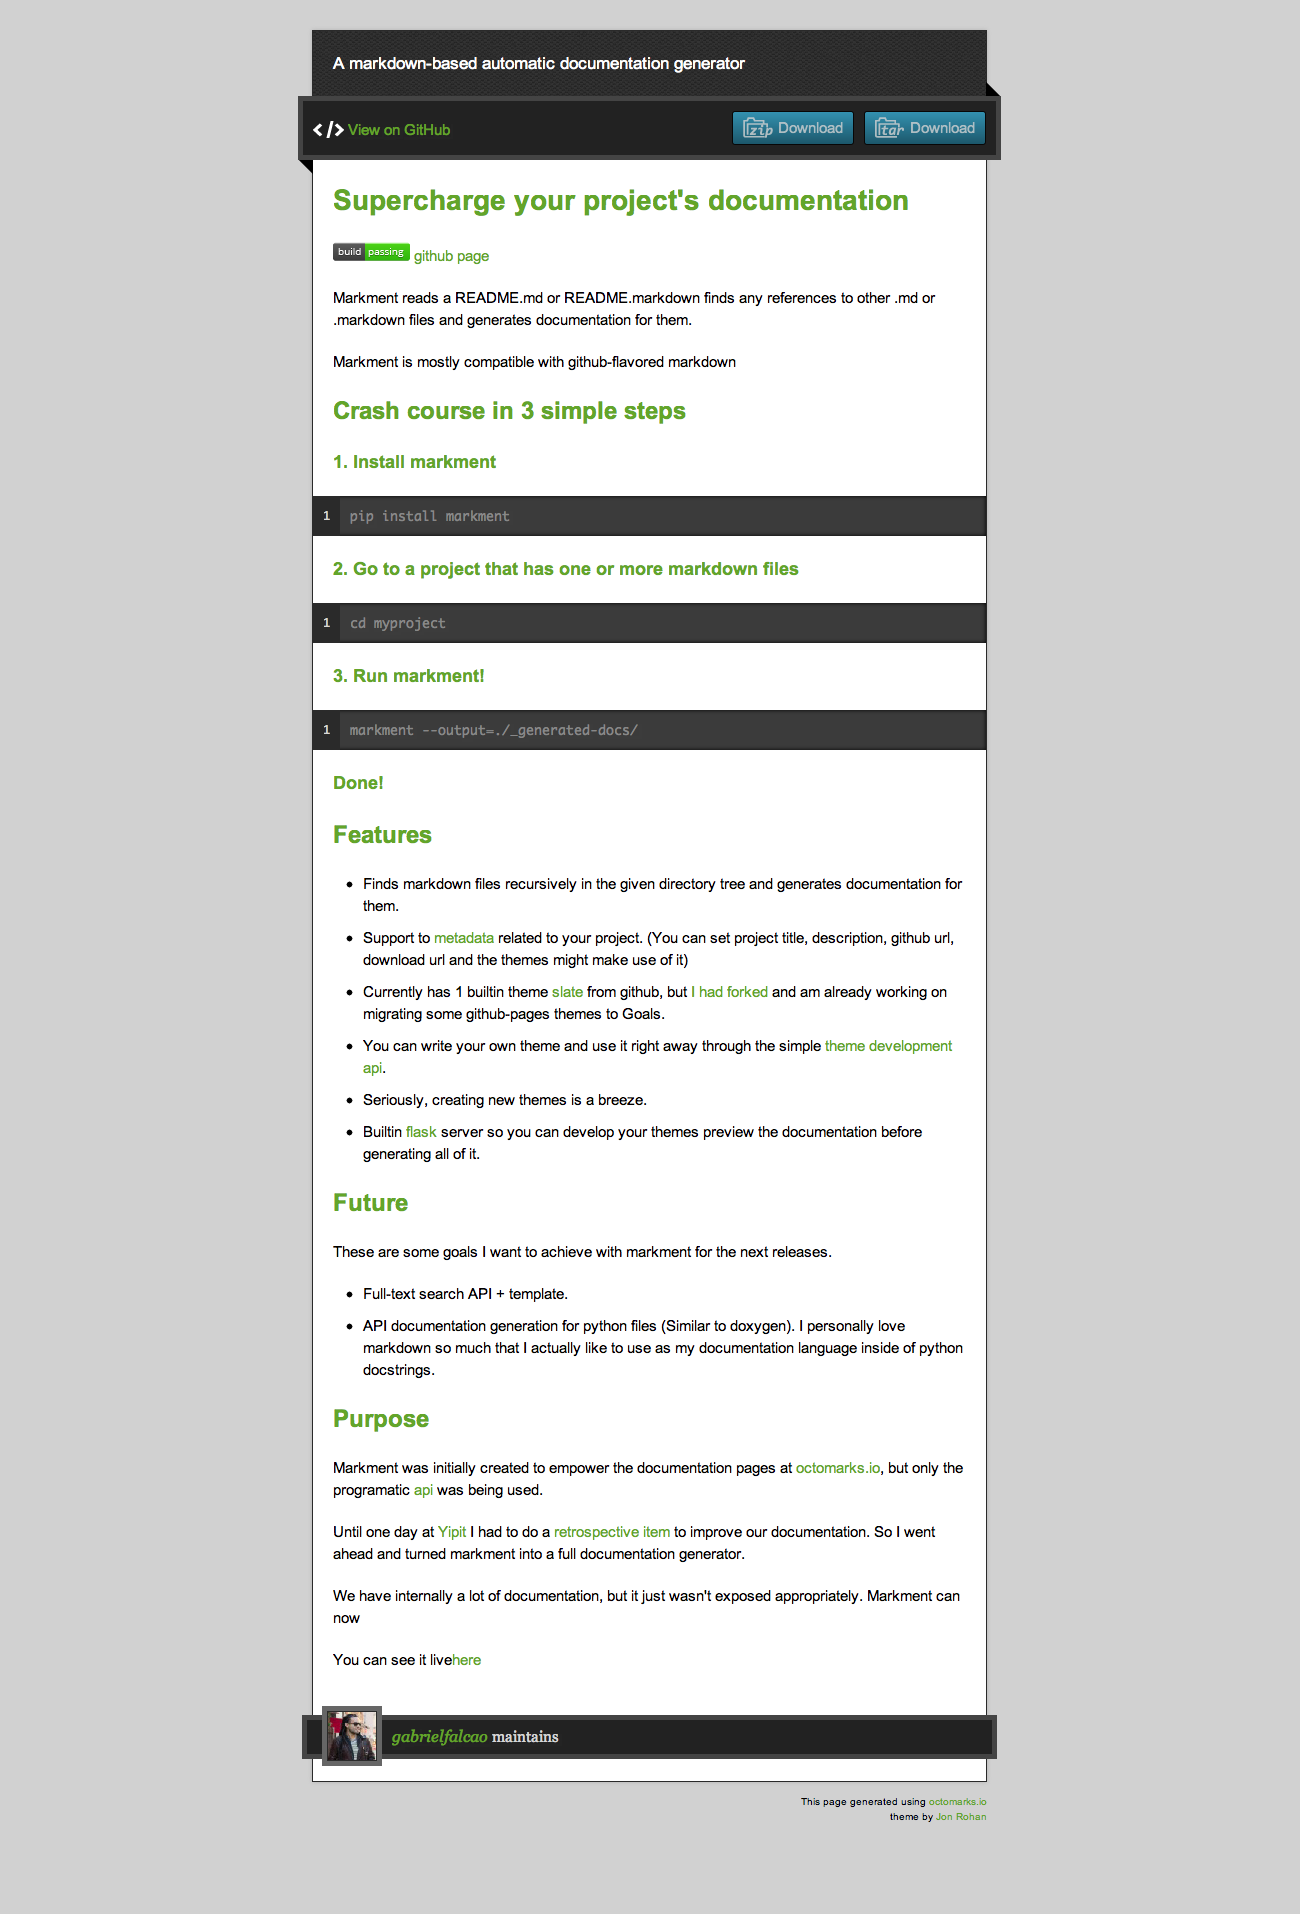 A markdown-based automatic documentation generator
</> View on GitHub
zip Download
tar Download
Supercharge your project's documentation
build passing github page
Markment reads a README.md or README.markdown finds any references to other .md or
.markdown files and generates documentation for them.
Markment is mostly compatible with github-flavored markdown
Crash course in 3 simple steps
1. Install markment
1 pip install markment
2. Go to a project that has one or more markdown files
1 cd myproject
3. Run markment!
1 markment --output=./_generated-docs/
Done!
Features
• Finds markdown files recursively in the given directory tree and generates documentation for
them.
• Support to metadata related to your project. (You can set project title, description, github url,
download url and the themes might make use of it)
• Currently has 1 builtin theme slate from github, but I had forked and am already working on
migrating some github-pages themes to Goals.
• You can write your own theme and use it right away through the simple theme development
api.
• Seriously, creating new themes is a breeze.
• Builtin flask server so you can develop your themes preview the documentation before
generating all of it.
Future
These are some goals I want to achieve with markment for the next releases.
• Full-text search API + template.
• API documentation generation for python files (Similar to doxygen). I personally love
markdown so much that I actually like to use as my documentation language inside of python
docstrings.
Purpose
Markment was initially created to empower the documentation pages at octomarks.io, but only the
programatic api was being used.
Until one day at Yipit I had to do a retrospective item to improve our documentation. So I went
ahead and turned markment into a full documentation generator.
We have internally a lot of documentation, but it just wasn't exposed appropriately. Markment can
now
You can see it livehere
gabrielfalcao maintains
This page generated using octomarks.io
theme by Jon Rohan